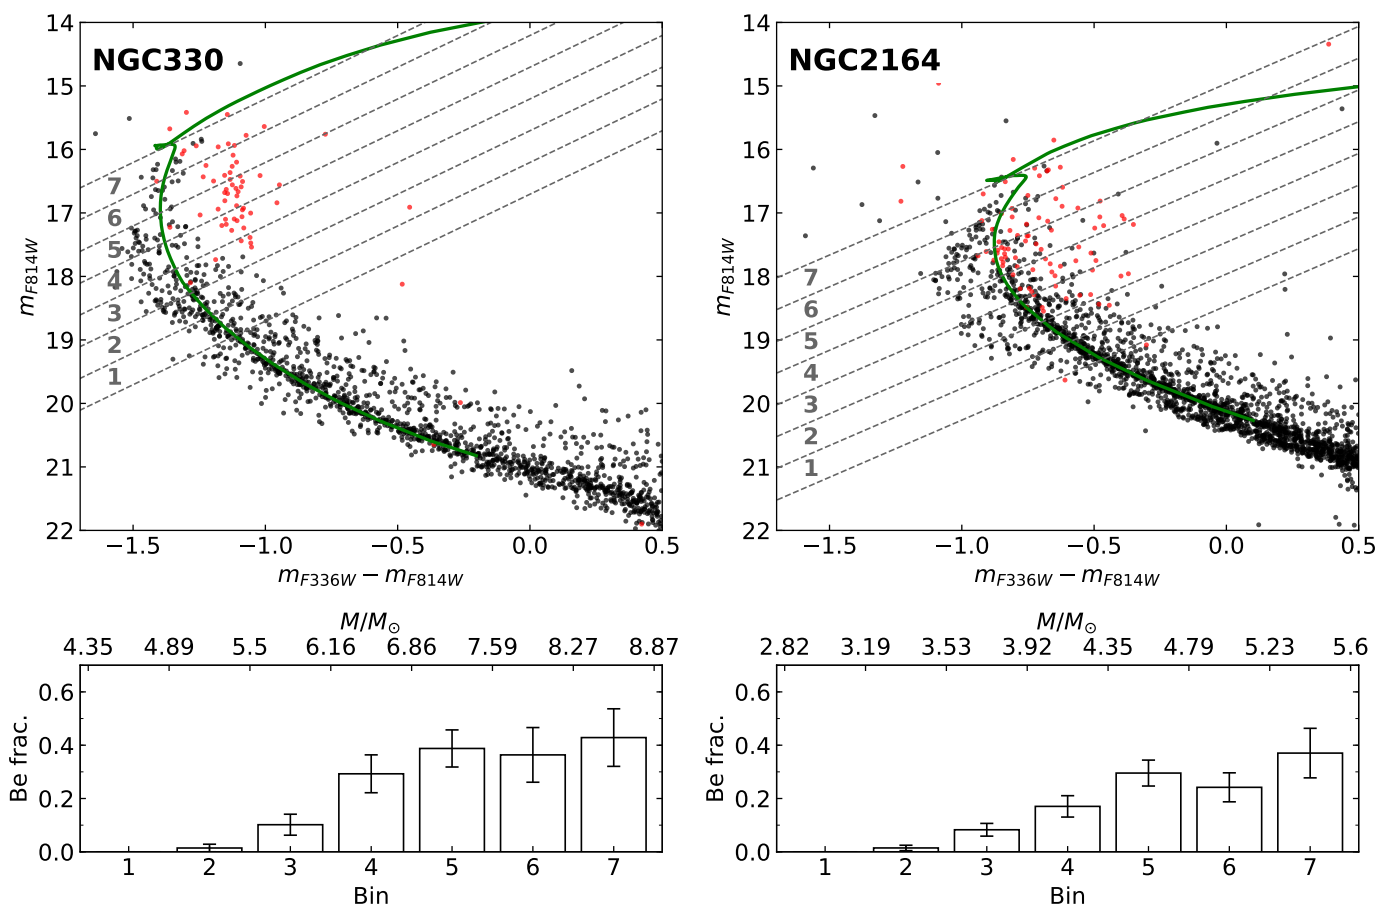 NGC330
14
15
16
17
18
19
20
21
22
m_F814W
7
6
5
4
3
2
1
−1.5 −1.0 −0.5 0.0 0.5
m_F336W − m_F814W
NGC2164
14
15
16
17
18
19
20
21
22
m_F814W
7
6
5
4
3
2
1
−1.5 −1.0 −0.5 0.0 0.5
m_F336W − m_F814W
M/M☉
4.35 4.89 5.5 6.16 6.86 7.59 8.27 8.87
0.6
0.4
0.2
0.0
Be frac.
1 2 3 4 5 6 7
Bin
M/M☉
2.82 3.19 3.53 3.92 4.35 4.79 5.23 5.6
0.6
0.4
0.2
0.0
Be frac.
1 2 3 4 5 6 7
Bin